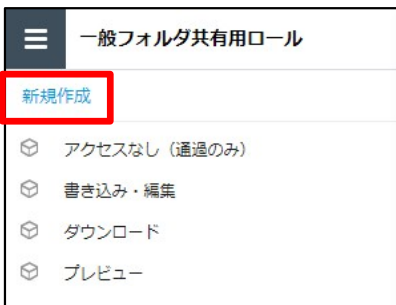 一般フォルダ共有用ロール
新規作成
アクセスなし（通過のみ）
書き込み・編集
ダウンロード
プレビュー